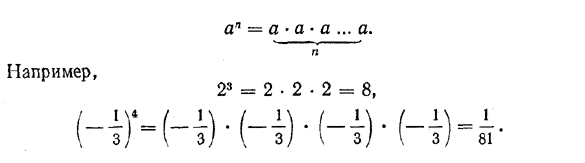 aⁿ = a · a · a ... a.
n
Например,
2³ = 2 · 2 · 2 = 8,
(−1/3)⁴ = (−1/3) · (−1/3) · (−1/3) · (−1/3) = 1/81.